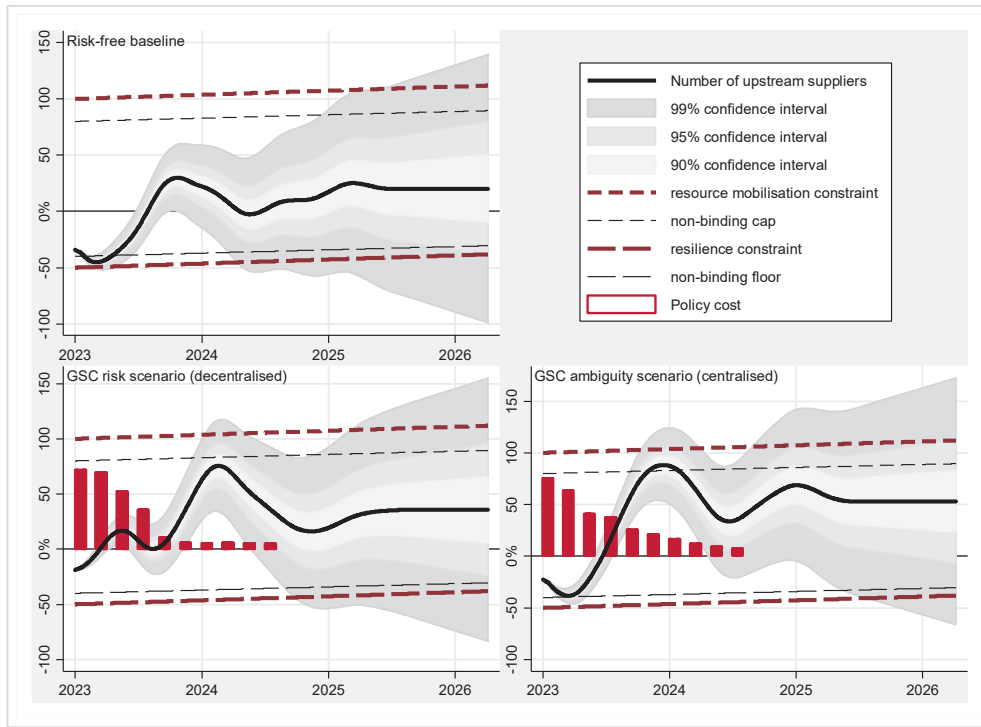 Risk-free baseline
150
100
50
0%
-50
-100
2023 2024 2025 2026
Number of upstream suppliers
99% confidence interval
95% confidence interval
90% confidence interval
resource mobilisation constraint
non-binding cap
resilience constraint
non-binding floor
Policy cost
GSC risk scenario (decentralised)
150
100
50
0%
-50
-100
2023 2024 2025 2026
GSC ambiguity scenario (centralised)
150
100
50
0%
-50
-100
2023 2024 2025 2026